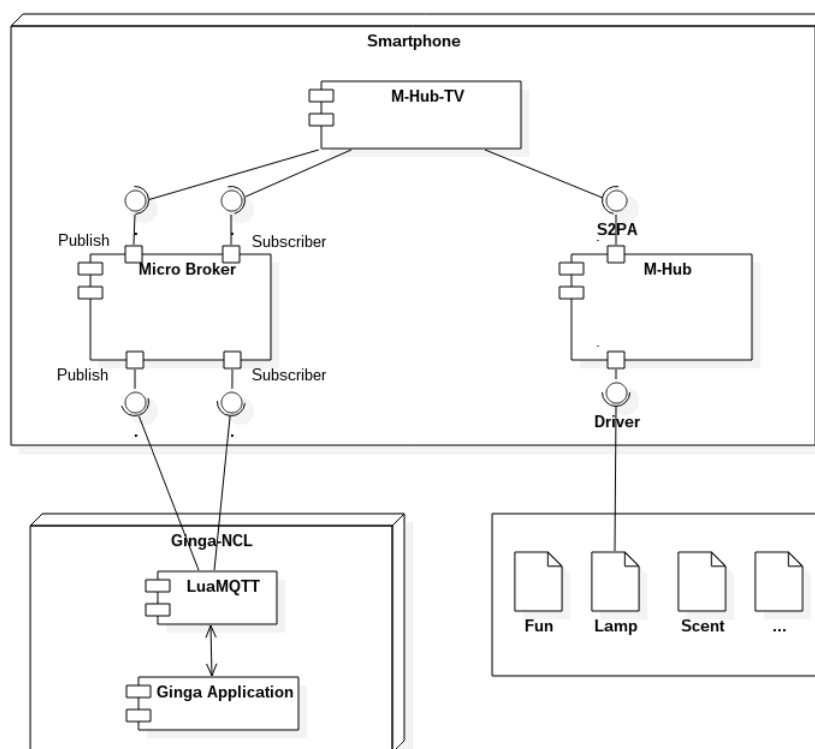 Smartphone
M-Hub-TV
Publish
Subscriber
S2PA
Micro Broker
M-Hub
Publish
Subscriber
Driver
Ginga-NCL
LuaMQTT
Ginga Application
Fun
Lamp
Scent
...